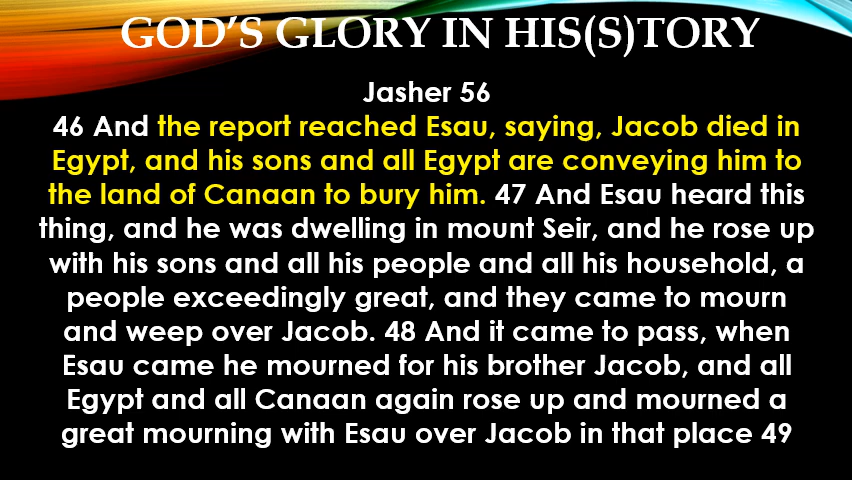 GOD'S GLORY IN HIS(S)TORY
Jasher 56
46 And the report reached Esau, saying, Jacob died in
Egypt, and his sons and all Egypt are conveying him to
the land of Canaan to bury him. 47 And Esau heard this
thing, and he was dwelling in mount Seir, and he rose up
with his sons and all his people and all his household, a
people exceedingly great, and they came to mourn
and weep over Jacob. 48 And it came to pass, when
Esau came he mourned for his brother Jacob, and all
Egypt and all Canaan again rose up and mourned a
great mourning with Esau over Jacob in that place 49